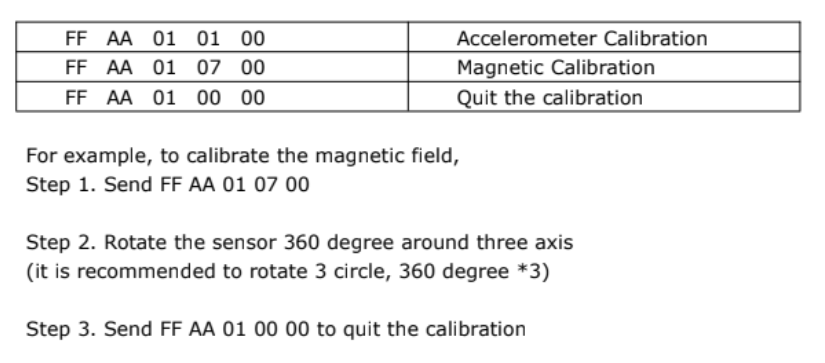 FF AA 01 01 00 Accelerometer Calibration
FF AA 01 07 00 Magnetic Calibration
FF AA 01 00 00 Quit the calibration
For example, to calibrate the magnetic field,
Step 1. Send FF AA 01 07 00
Step 2. Rotate the sensor 360 degree around three axis
(it is recommended to rotate 3 circle, 360 degree *3)
Step 3. Send FF AA 01 00 00 to quit the calibration